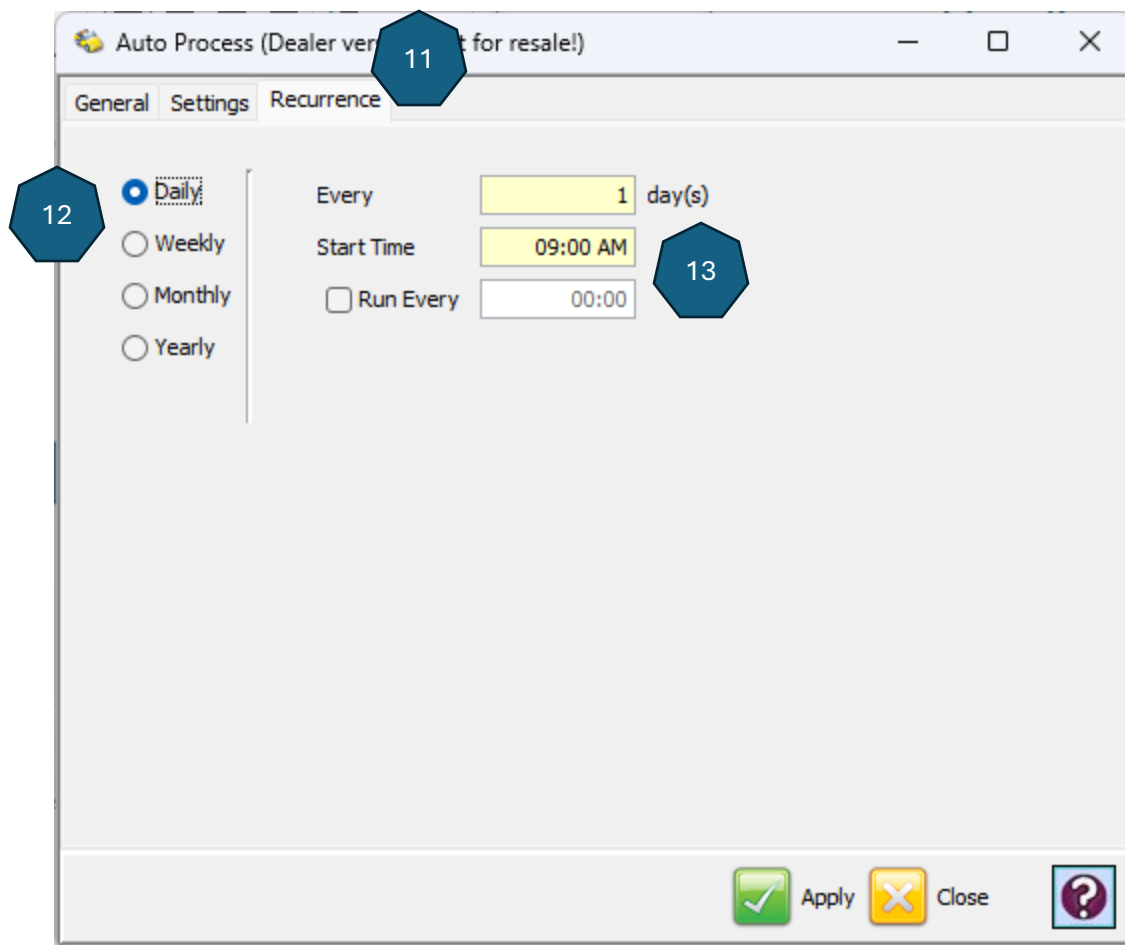 Auto Process (Dealer ver t for resale!)
11
General Settings Recurrence
12
Daily
Weekly
Monthly
Yearly
Every 1 day(s)
Start Time 09:00 AM
Run Every 00:00
13
Apply Close
?